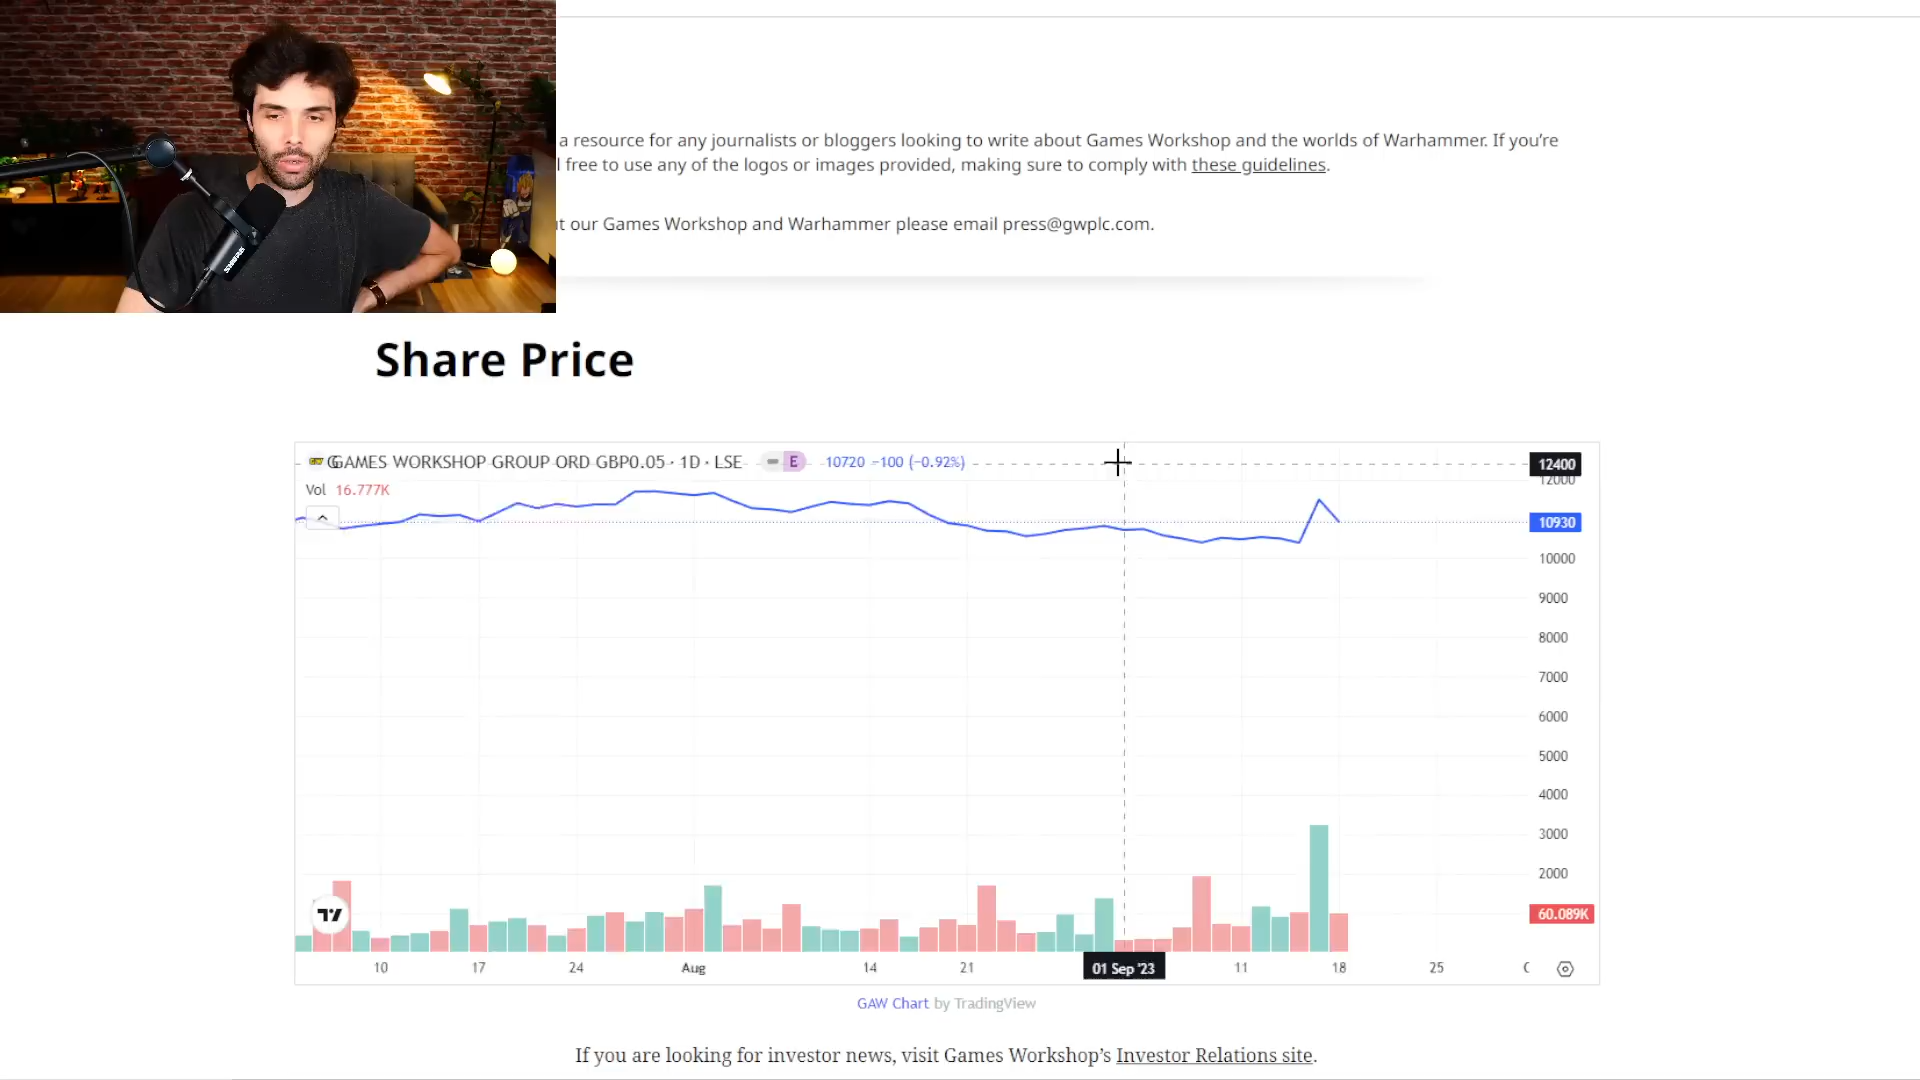 a resource for any journalists or bloggers looking to write about Games Workshop and the worlds of Warhammer. If you're
free to use any of the logos or images provided, making sure to comply with these guidelines.
our Games Workshop and Warhammer please email press@gwplc.com.
Share Price
GAMES WORKSHOP GROUP ORD GBP0.05 · 1D · LSE E 10720 −100 (−0.92%)
Vol 16.777K
12400
12000
10930
10000
9000
8000
7000
6000
5000
4000
3000
2000
60.089K
10 17 24 Aug 14 21 01 Sep '23 11 18 25
GAW Chart by TradingView
If you are looking for investor news, visit Games Workshop's Investor Relations site.